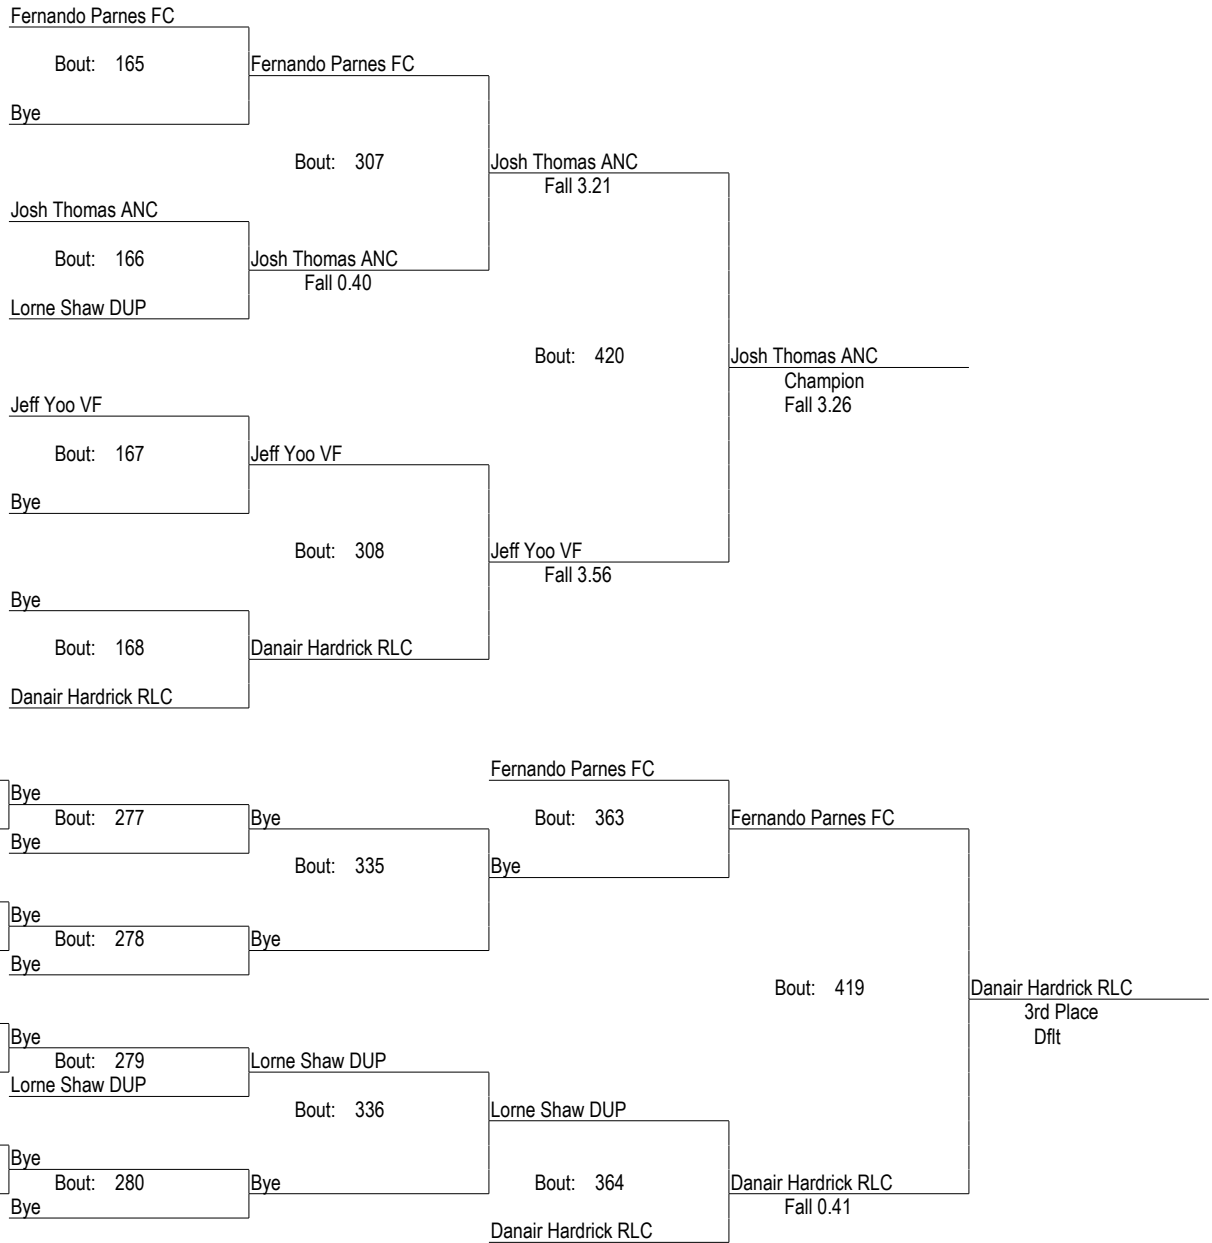 Fernando Parnes FC
Bout: 165
Fernando Parnes FC
Bye
Bout: 307
Josh Thomas ANC
Fall 3.21
Josh Thomas ANC
Bout: 166
Josh Thomas ANC
Fall 0.40
Lorne Shaw DUP
Bout: 420
Josh Thomas ANC
Champion
Fall 3.26
Jeff Yoo VF
Bout: 167
Jeff Yoo VF
Bye
Bout: 308
Jeff Yoo VF
Fall 3.56
Bye
Bout: 168
Danair Hardrick RLC
Danair Hardrick RLC
Fernando Parnes FC
Bye
Bout: 277
Bye
Bout: 363
Fernando Parnes FC
Bye
Bout: 335
Bye
Bye
Bout: 278
Bye
Bye
Bout: 419
Danair Hardrick RLC
3rd Place
Dflt
Bye
Bout: 279
Lorne Shaw DUP
Lorne Shaw DUP
Bout: 336
Lorne Shaw DUP
Bye
Bout: 280
Bye
Bout: 364
Danair Hardrick RLC
Fall 0.41
Bye
Danair Hardrick RLC